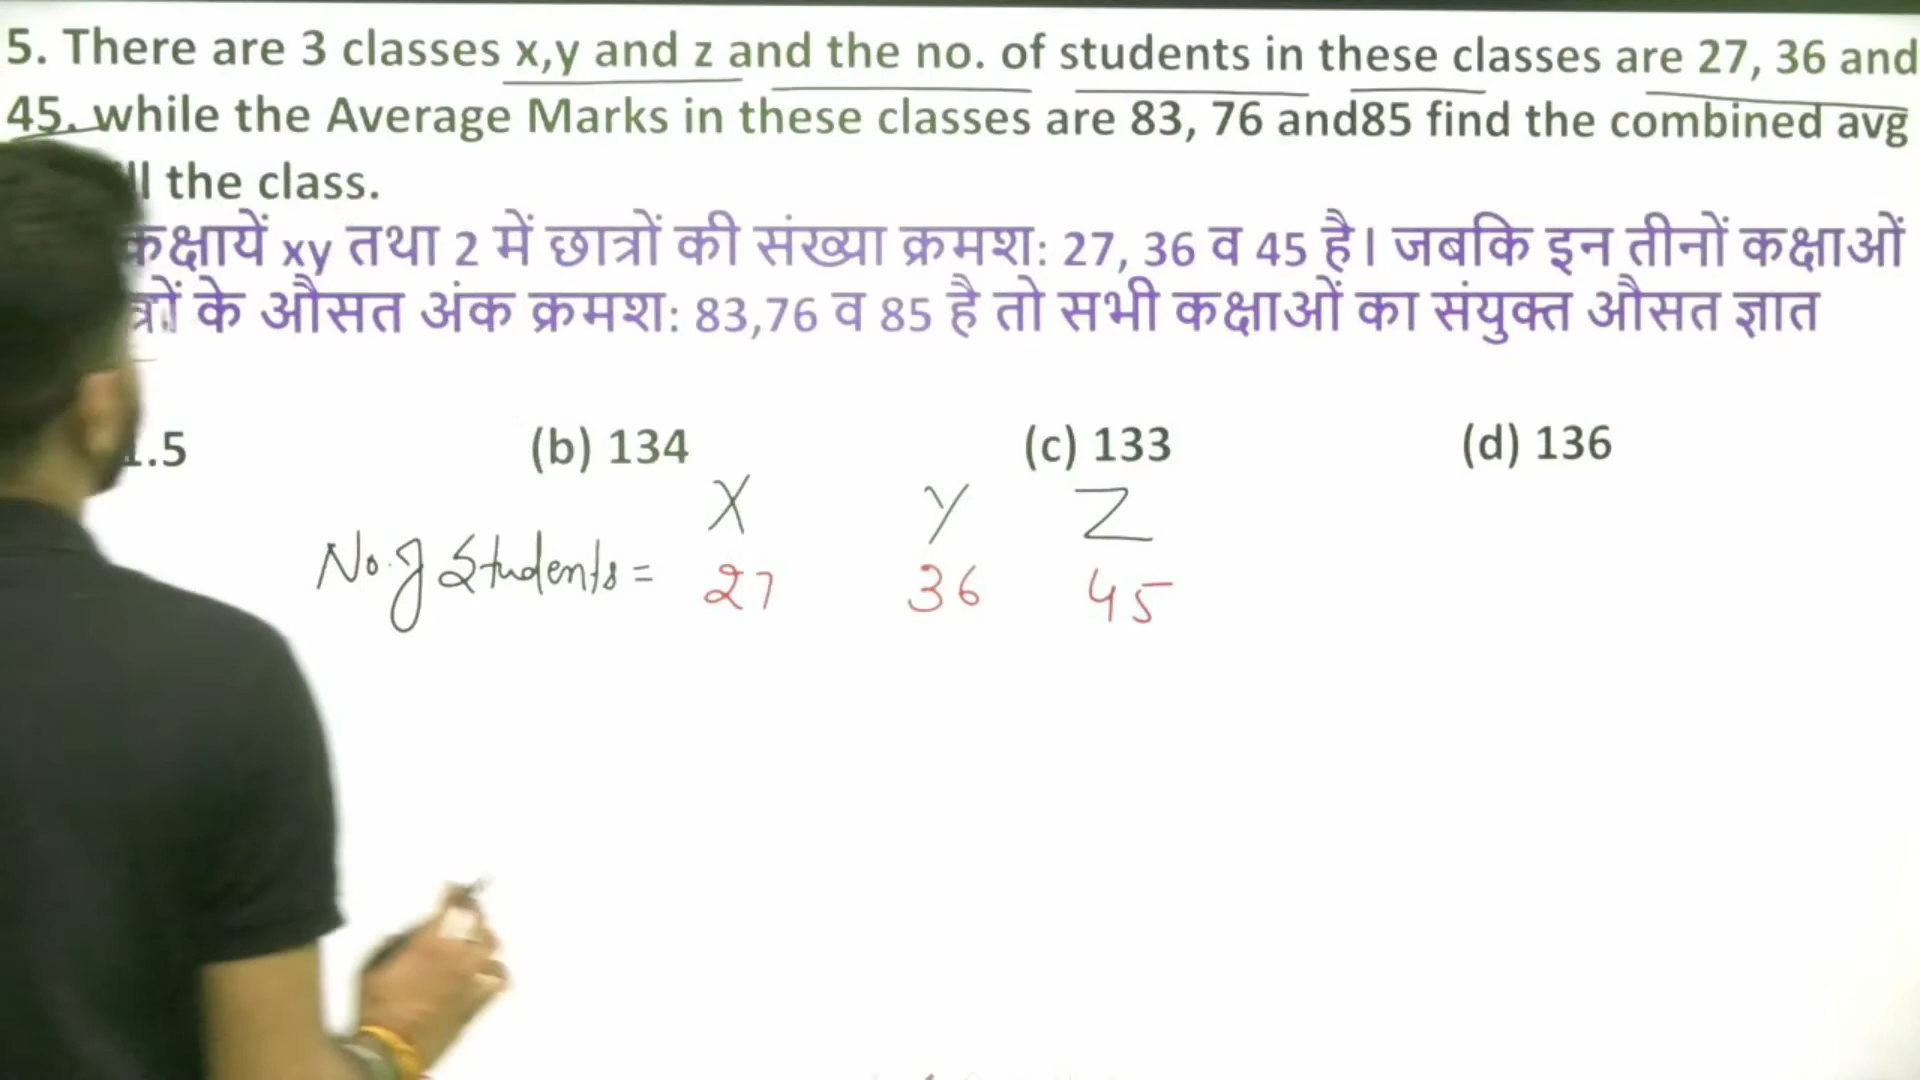 5. There are 3 classes x,y and z and the no. of students in these classes are 27, 36 and
45. while the Average Marks in these classes are 83, 76 and85 find the combined avg
the class.
कक्षायें xy तथा 2 में छात्रों की संख्या क्रमश: 27, 36 व 45 है। जबकि इन तीनों कक्षाओं
के औसत अंक क्रमश: 83,76 व 85 है तो सभी कक्षाओं का संयुक्त औसत ज्ञात
.5 (b) 134 (c) 133 (d) 136
X Y Z
No. of Students = 27 36 45